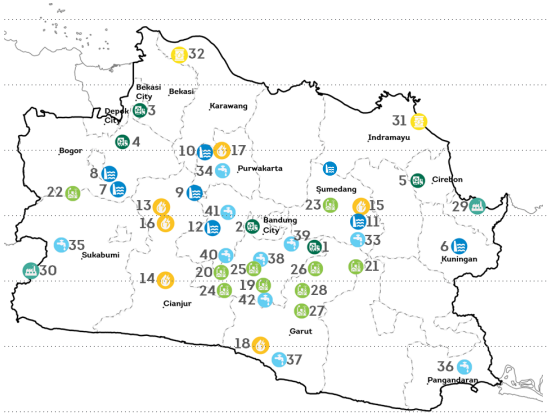 32
Bekasi
City
Bekasi
3
Karawang
Depok
City
31
Indramayu
4
Bogor
10
17
34
Purwakarta
8
7
22
9
Sumedang
5
Cirebon
13
16
41
23
15
29
12
2
Bandung
City
11
39
33
35
Sukabumi
1
6
Kuningan
30
40
38
14
20
25
26
21
24
19
28
Cianjur
42
27
Garut
18
37
36
Pangandaran